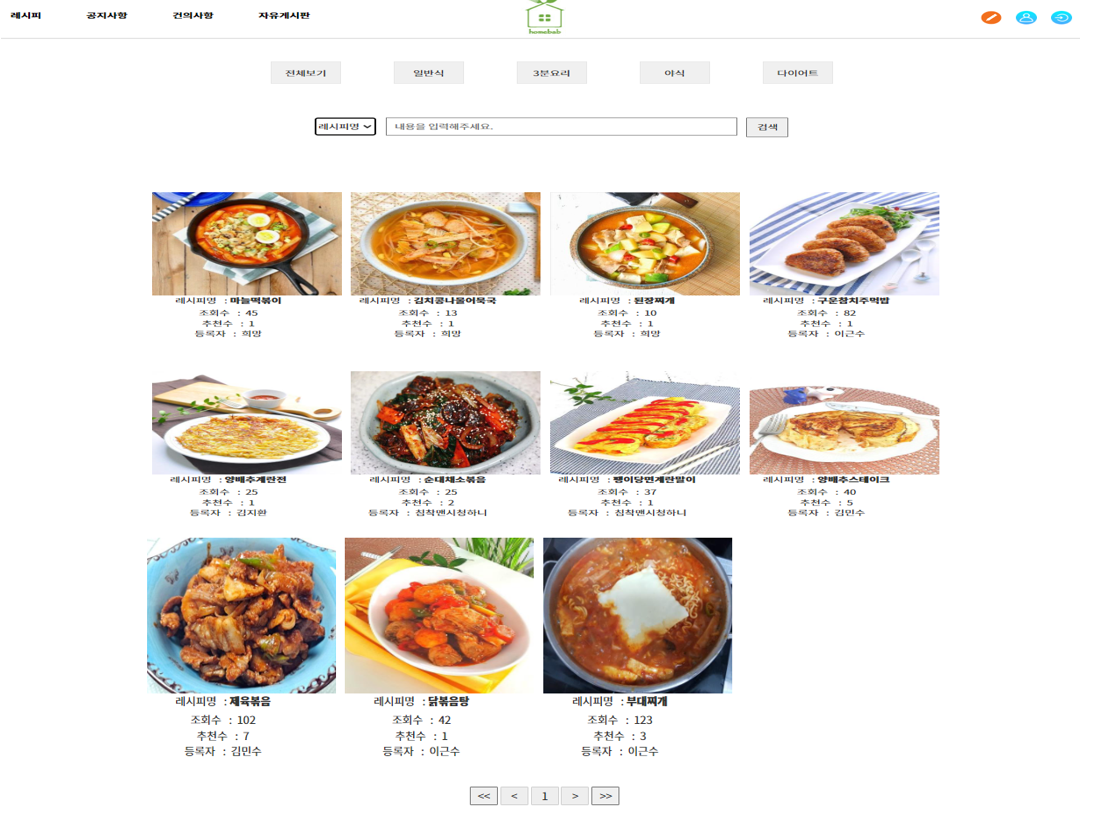 레시피 공지사항 건의사항 자유게시판
homebab
전체보기 일반식 3분요리 야식 다이어트
레시피명 내용을 입력해주세요. 검색
레시피명 : 마늘떡볶이
조회수 : 45
추천수 : 1
등록자 : 희망
레시피명 : 김치콩나물어묵국
조회수 : 13
추천수 : 1
등록자 : 희망
레시피명 : 된장찌개
조회수 : 10
추천수 : 1
등록자 : 희망
레시피명 : 구운참치주먹밥
조회수 : 82
추천수 : 1
등록자 : 이근수
레시피명 : 양배추계란전
조회수 : 25
추천수 : 1
등록자 : 김지환
레시피명 : 순대채소볶음
조회수 : 25
추천수 : 2
등록자 : 침착맨시청하니
레시피명 : 팽이당면계란말이
조회수 : 37
추천수 : 1
등록자 : 침착맨시청하니
레시피명 : 양배추스테이크
조회수 : 40
추천수 : 5
등록자 : 김민수
레시피명 : 제육볶음
조회수 : 102
추천수 : 7
등록자 : 김민수
레시피명 : 닭볶음탕
조회수 : 42
추천수 : 1
등록자 : 이근수
레시피명 : 부대찌개
조회수 : 123
추천수 : 3
등록자 : 이근수
<< < 1 > >>